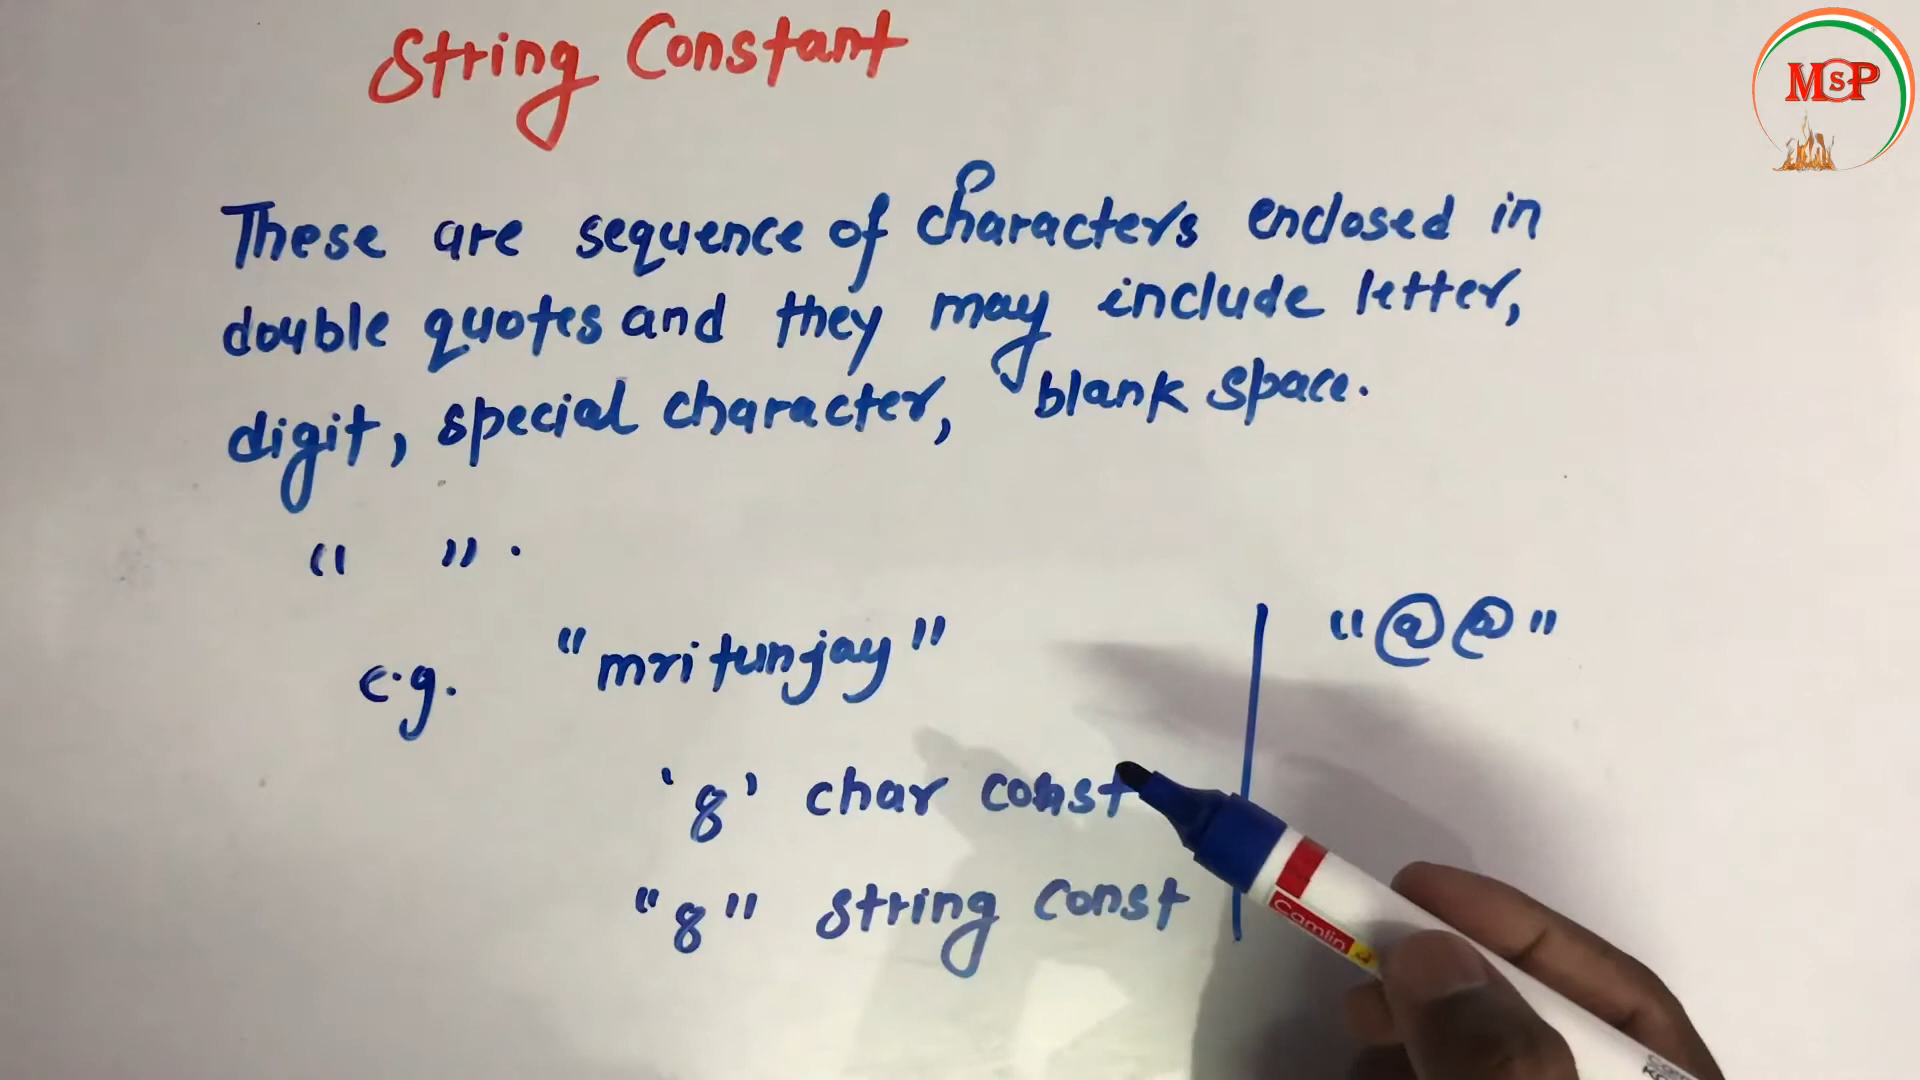 String Constant
MSP
These are sequence of characters enclosed in
double quotes and they may include letter,
digit, special character, blank space.
“ ” .
e.g. "mritunjay"
"@@"
'8' char const
"8" string const
Camlin